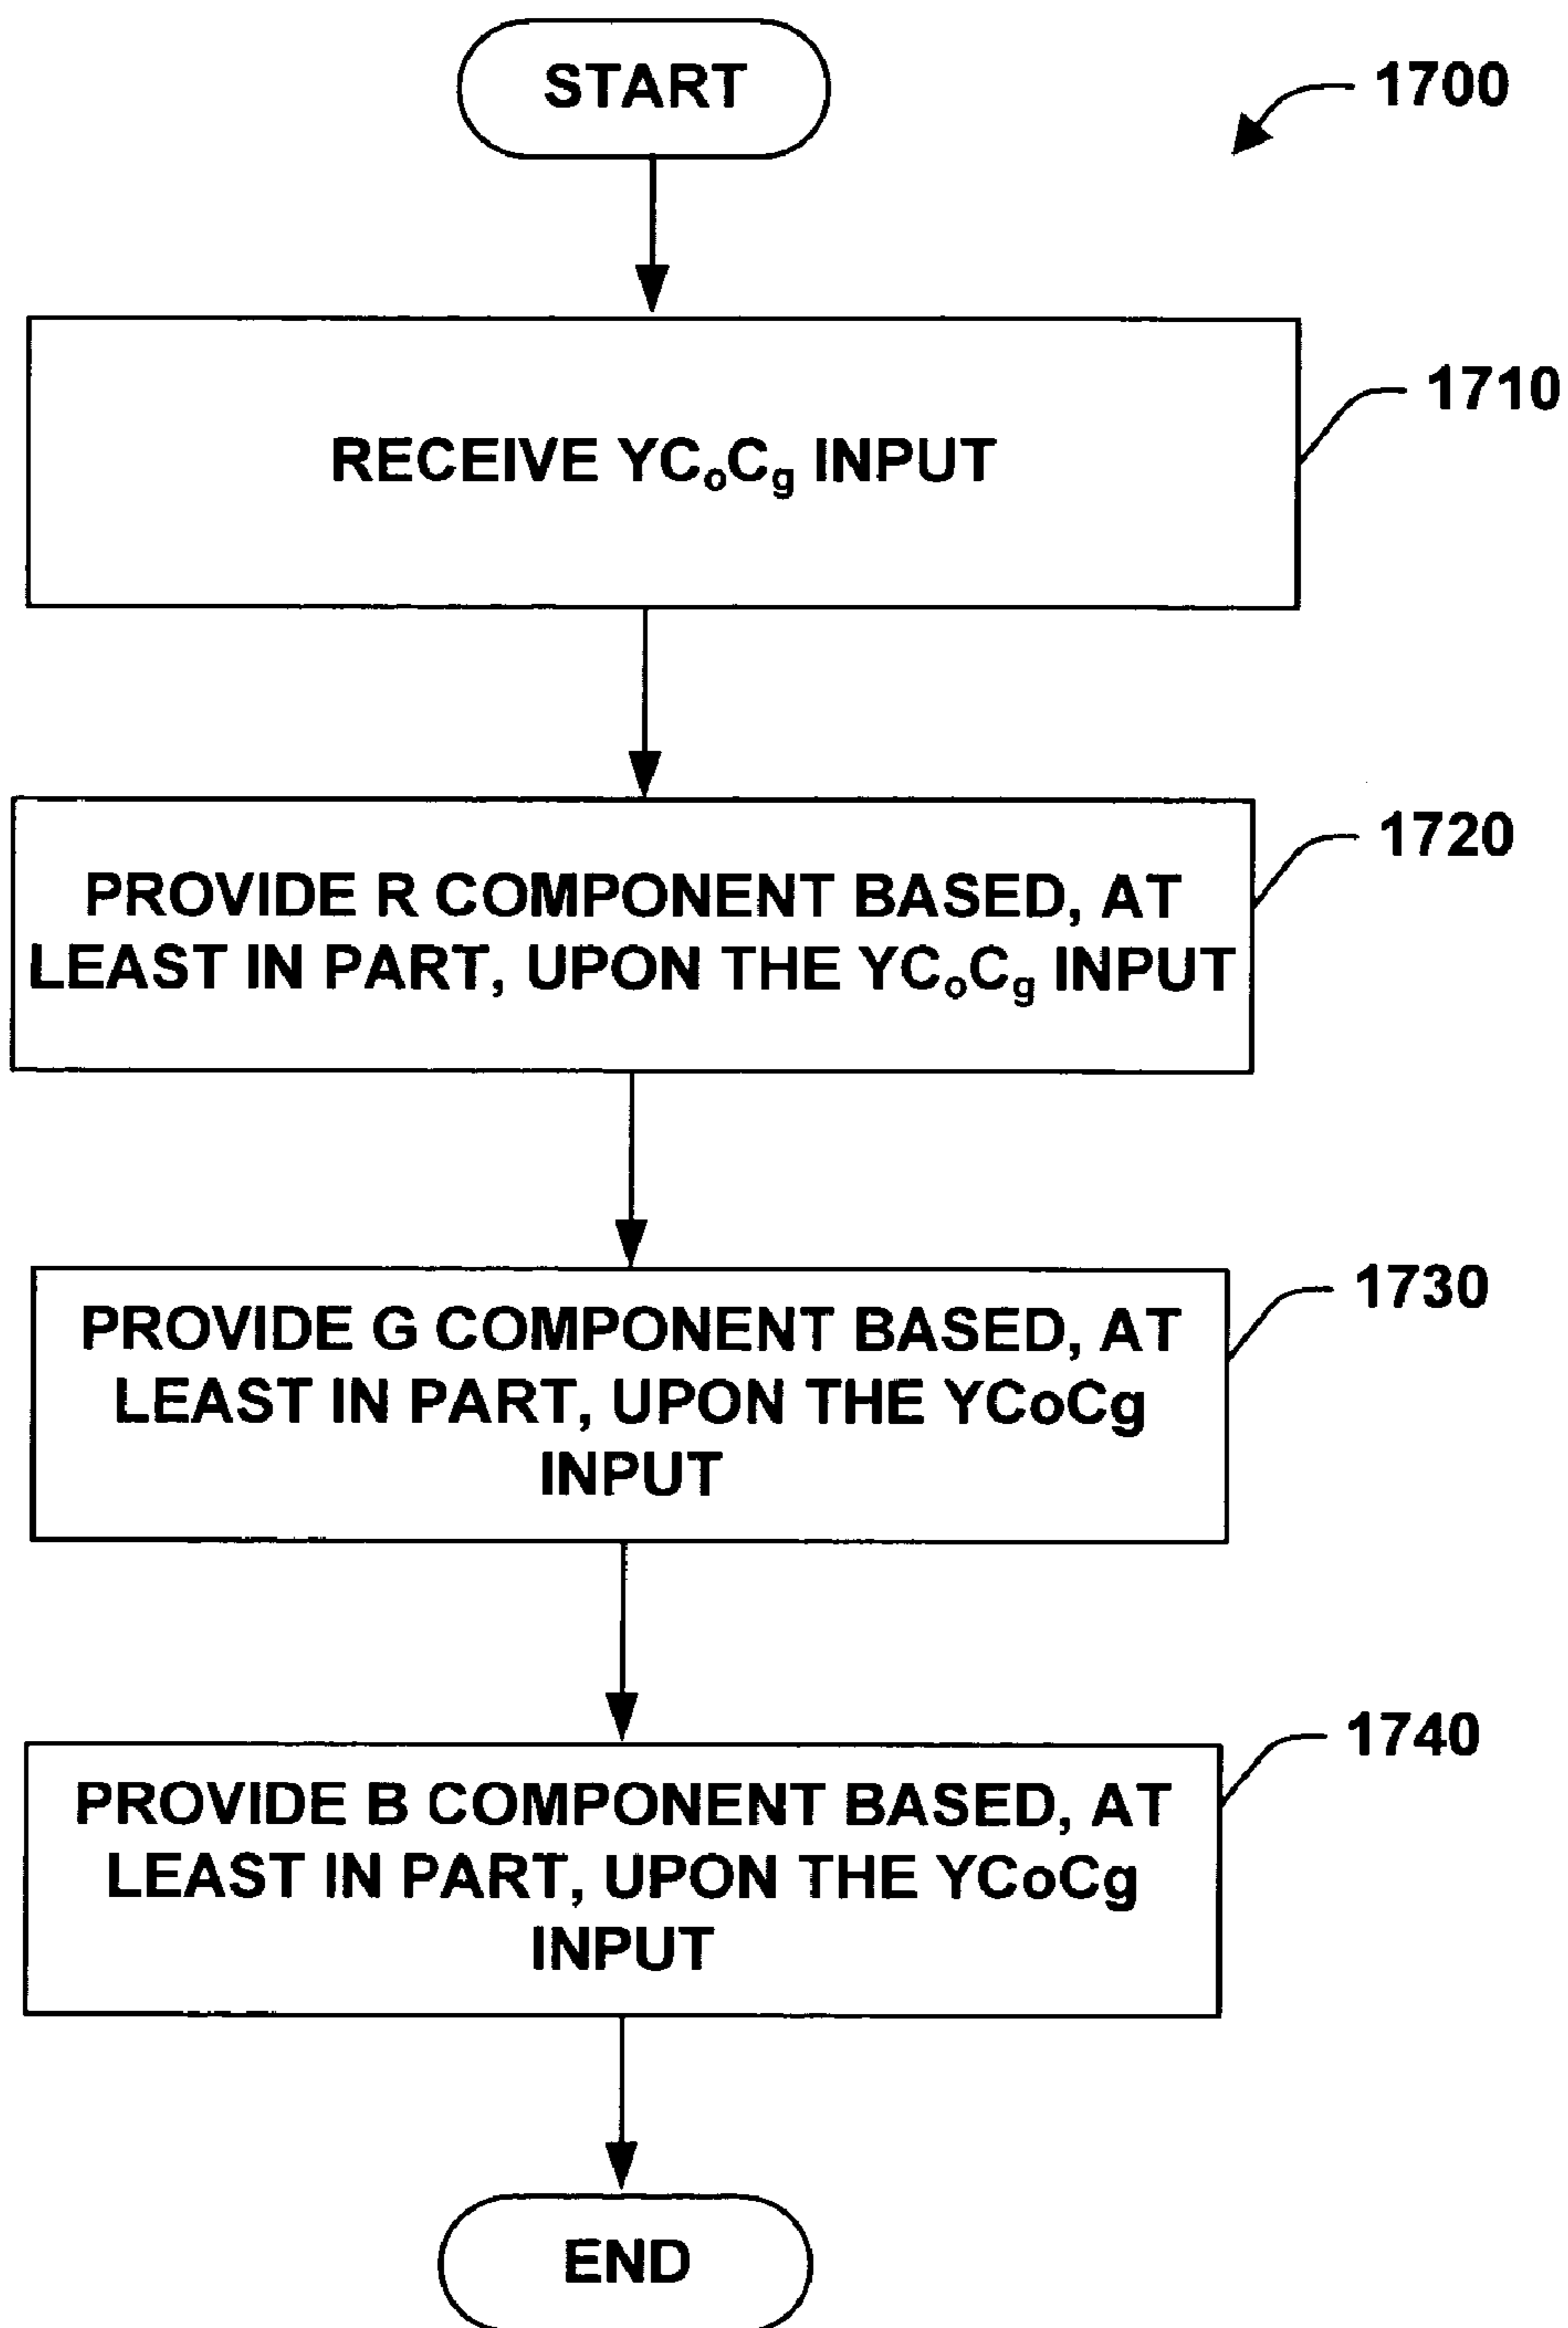 START
1700
RECEIVE YCoCg INPUT
1710
PROVIDE R COMPONENT BASED, AT
LEAST IN PART, UPON THE YCoCg INPUT
1720
PROVIDE G COMPONENT BASED, AT
LEAST IN PART, UPON THE YCoCg
INPUT
1730
PROVIDE B COMPONENT BASED, AT
LEAST IN PART, UPON THE YCoCg
INPUT
1740
END